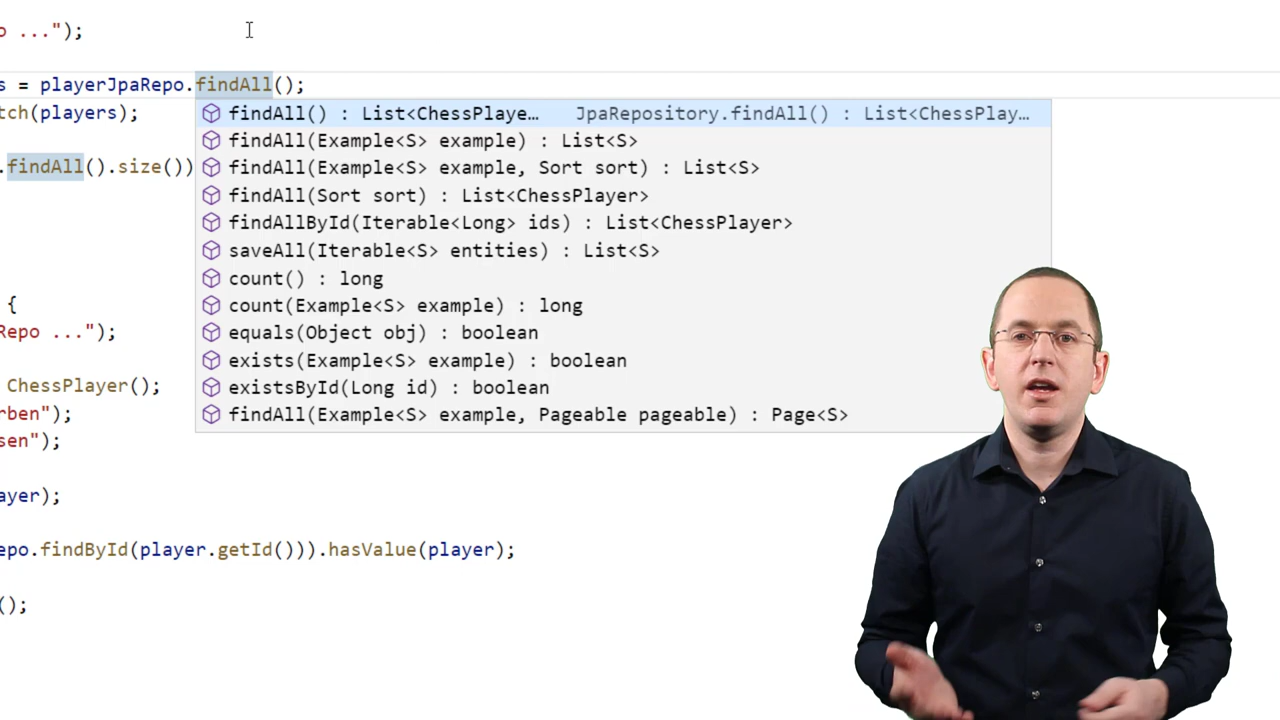 o ...");
s = playerJpaRepo.findAll();
findAll() : List<ChessPlaye… JpaRepository.findAll() : List<ChessPlay…
tch(players);
findAll(Example<S> example) : List<S>
.findAll().size())
findAll(Example<S> example, Sort sort) : List<S>
findAll(Sort sort) : List<ChessPlayer>
findAllById(Iterable<Long> ids) : List<ChessPlayer>
saveAll(Iterable<S> entities) : List<S>
count() : long
{
count(Example<S> example) : long
Repo ...");
equals(Object obj) : boolean
exists(Example<S> example) : boolean
ChessPlayer();
existsById(Long id) : boolean
rben");
findAll(Example<S> example, Pageable pageable) : Page<S>
sen");
ayer);
epo.findById(player.getId())).hasValue(player);
();